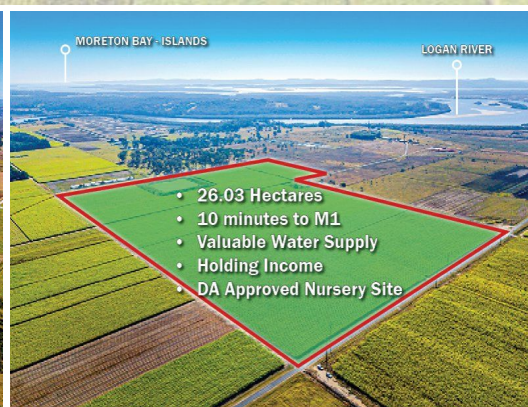 MORETON BAY - ISLANDS
LOGAN RIVER
• 26.03 Hectares
• 10 minutes to M1
• Valuable Water Supply
• Holding Income
• DA Approved Nursery Site